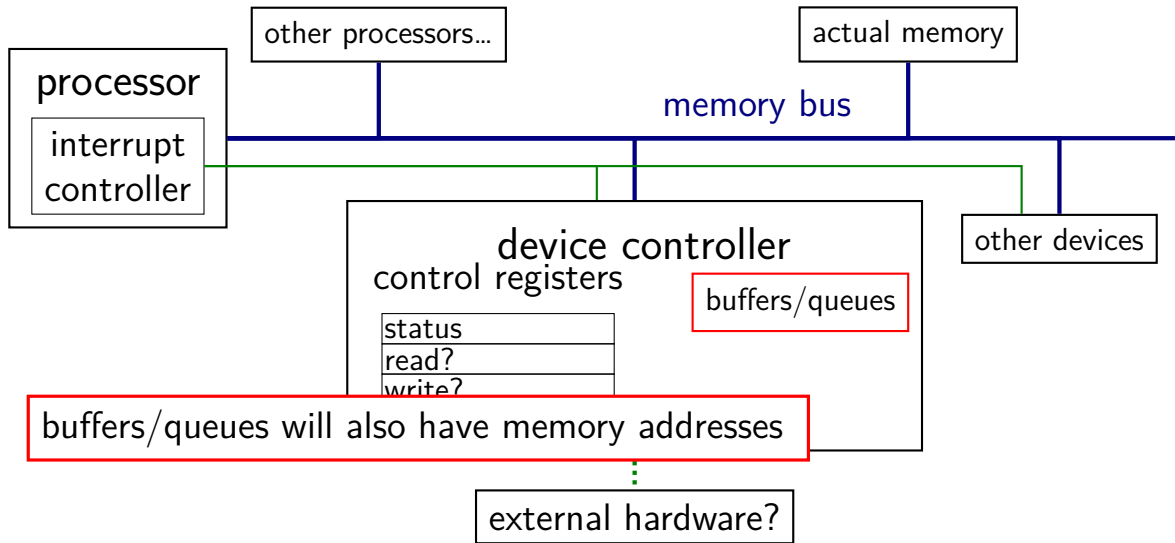 other processors…
actual memory
processor
memory bus
interrupt
controller
other devices
device controller
control registers
buffers/queues
status
read?
write?
buffers/queues will also have memory addresses
external hardware?